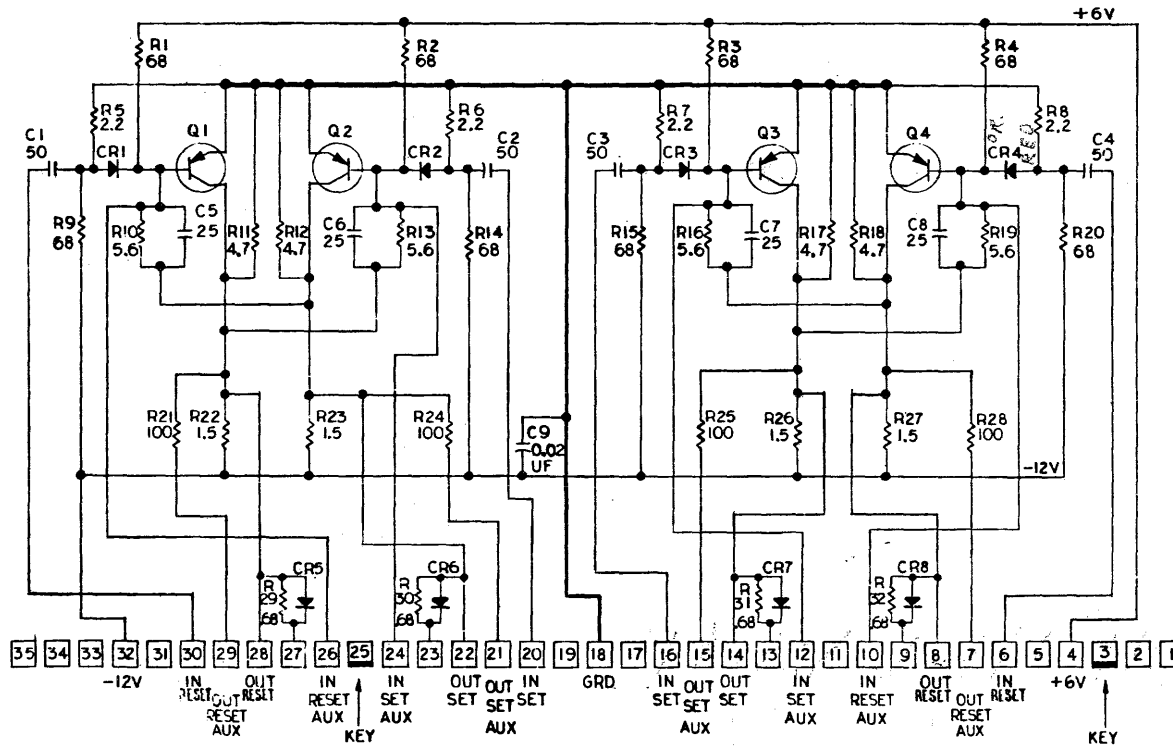 +6V
R1 68
R2 68
R3 68
R4 68
C1 50
R5 2.2
CR1
Q1
Q2
CR2
R6 2.2
C2 50
C3 50
R7 2.2
CR3
Q3
Q4
CR4
R8 2.2
C4 50
R9 68
R10 5.6
C5 25
R11 4.7
R12 4.7
C6 25
R13 5.6
R14 68
R15 68
R16 5.6
C7 25
R17 4.7
R18 4.7
C8 25
R19 5.6
R20 68
R21 100
R22 1.5
R23 1.5
R24 100
C9 0.02 UF
R25 100
R26 1.5
R27 1.5
R28 100
-12V
R 29 68
CR5
R 30 68
CR6
R 31 68
CR7
R 32 68
CR8
35 34 33 32 31 30 29 28 27 26 25 24 23 22 21 20 19 18 17 16 15 14 13 12 11 10 9 8 7 6 5 4 3 2 1
-12V
IN RESET
OUT RESET AUX
OUT RESET
IN RESET AUX
KEY
IN SET AUX
OUT SET
OUT SET AUX
IN SET
GRD
IN SET
OUT SET AUX
OUT SET
IN SET AUX
IN RESET AUX
OUT RESET
OUT RESET AUX
IN RESET
+6V
KEY